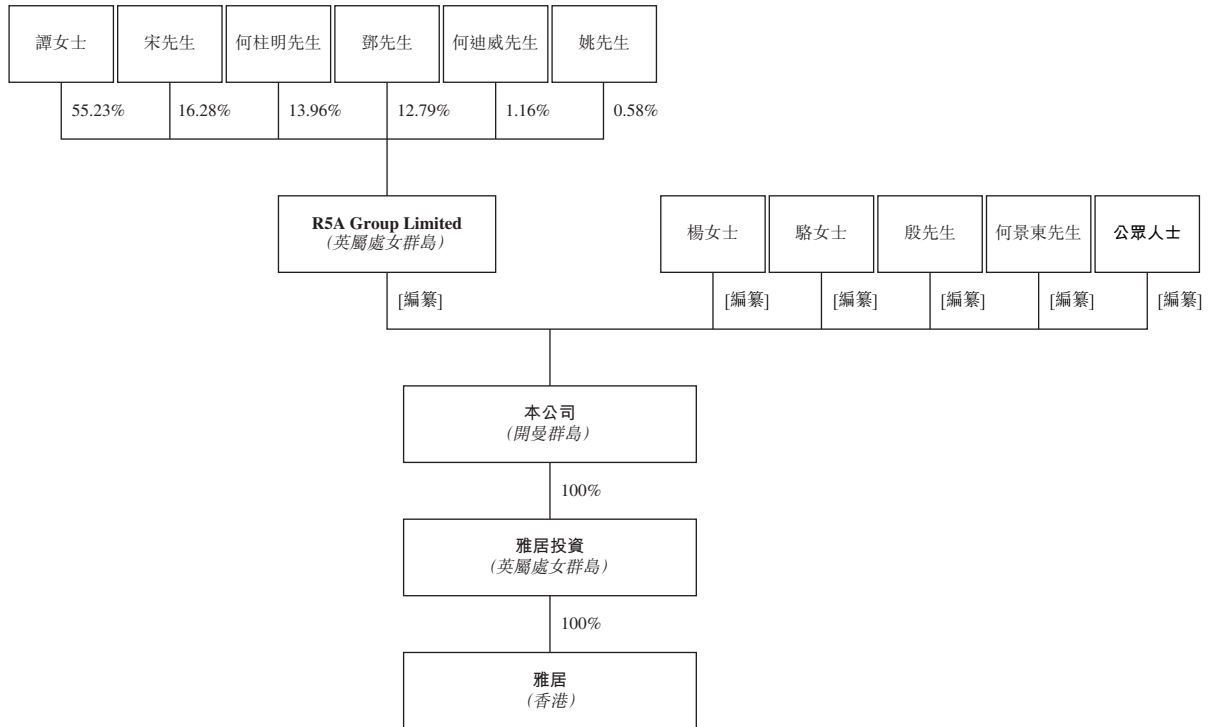 譚女士
宋先生
何柱明先生
鄧先生
何迪威先生
姚先生
55.23%
16.28%
13.96%
12.79%
1.16%
0.58%
R5A Group Limited
(英屬處女群島)
楊女士
駱女士
殷先生
何景東先生
公眾人士
[編纂]
[編纂]
[編纂]
[編纂]
[編纂]
[編纂]
本公司
(開曼群島)
100%
雅居投資
(英屬處女群島)
100%
雅居
(香港)